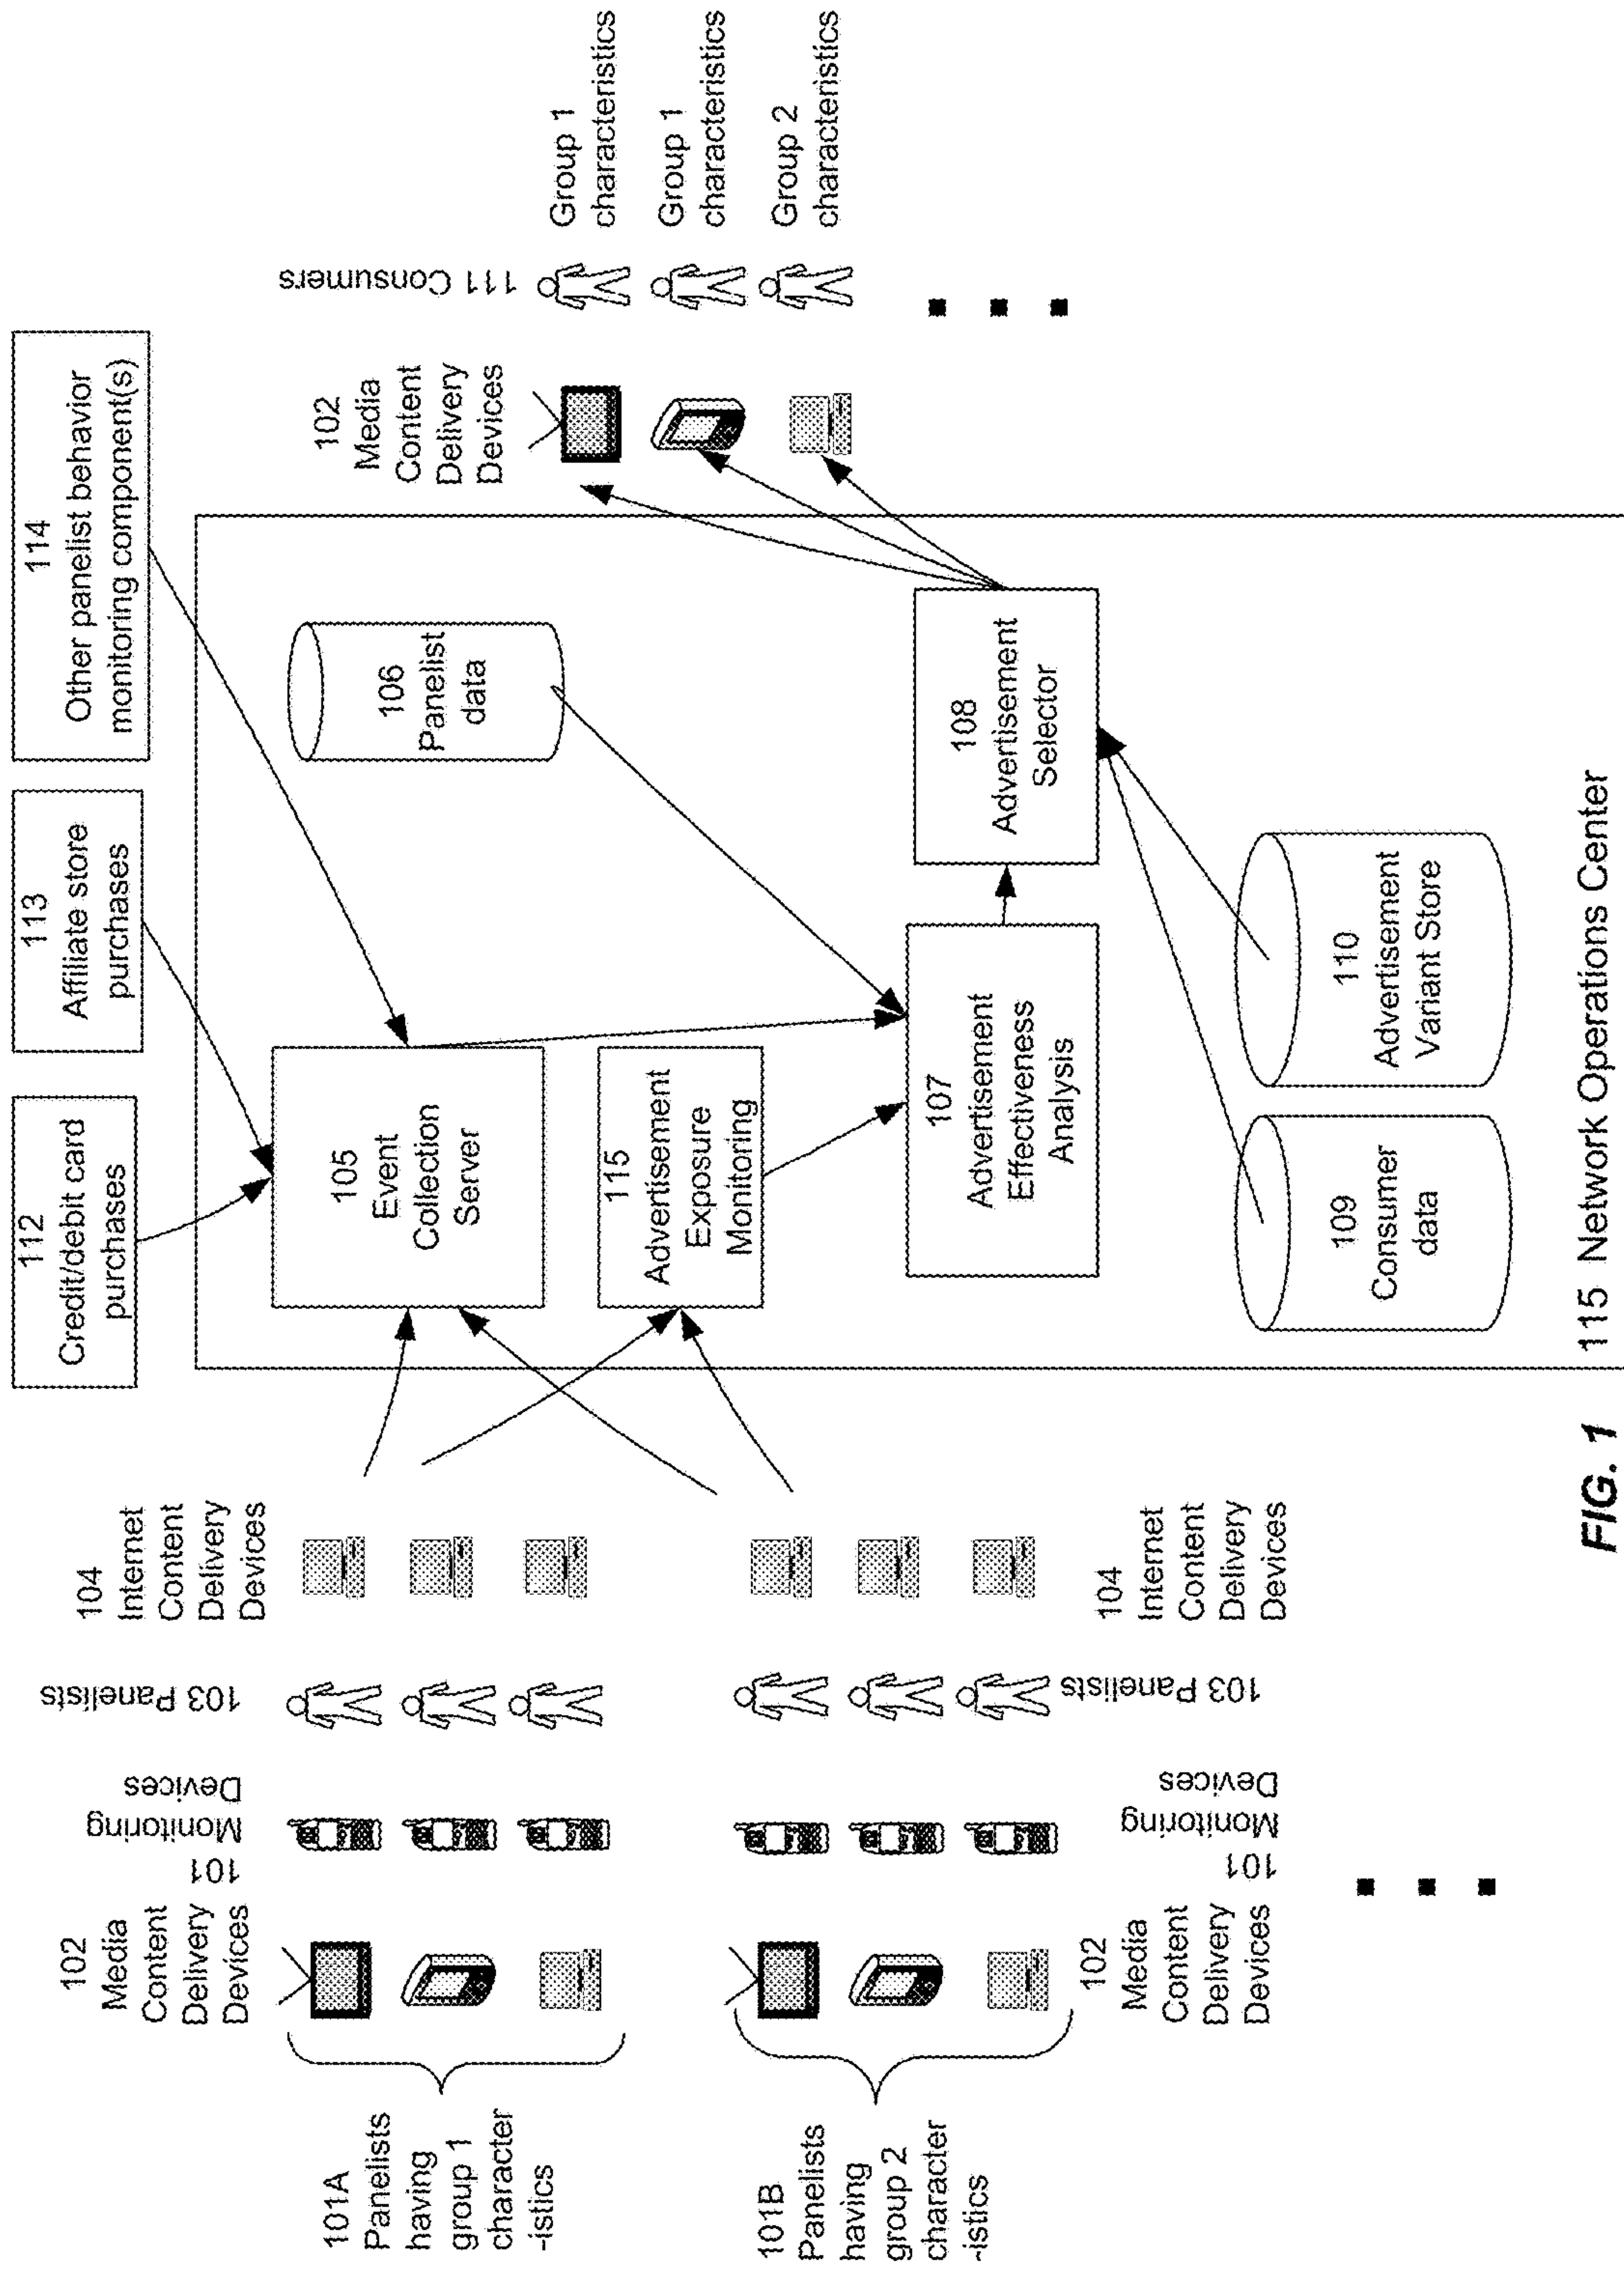 112
Credit/debit card
purchases
113
Affiliate store
purchases
114
Other panelist behavior
monitoring component(s)
104
Internet
Content
Delivery
Devices
103 Panelists
101
Monitoring
Devices
102
Media
Content
Delivery
Devices
101A
Panelists
having
group 1
character
-istics
101B
Panelists
having
group 2
character
-istics
102
Media
Content
Delivery
Devices
101
Monitoring
Devices
103 Panelists
104
Internet
Content
Delivery
Devices
105
Event
Collection
Server
115
Advertisement
Exposure
Monitoring
106
Panelist
data
107
Advertisement
Effectiveness
Analysis
108
Advertisement
Selector
109
Consumer
data
110
Advertisement
Variant Store
115 Network Operations Center
102
Media
Content
Delivery
Devices
111 Consumers
Group 1
characteristics
Group 1
characteristics
Group 2
characteristics
FIG. 1